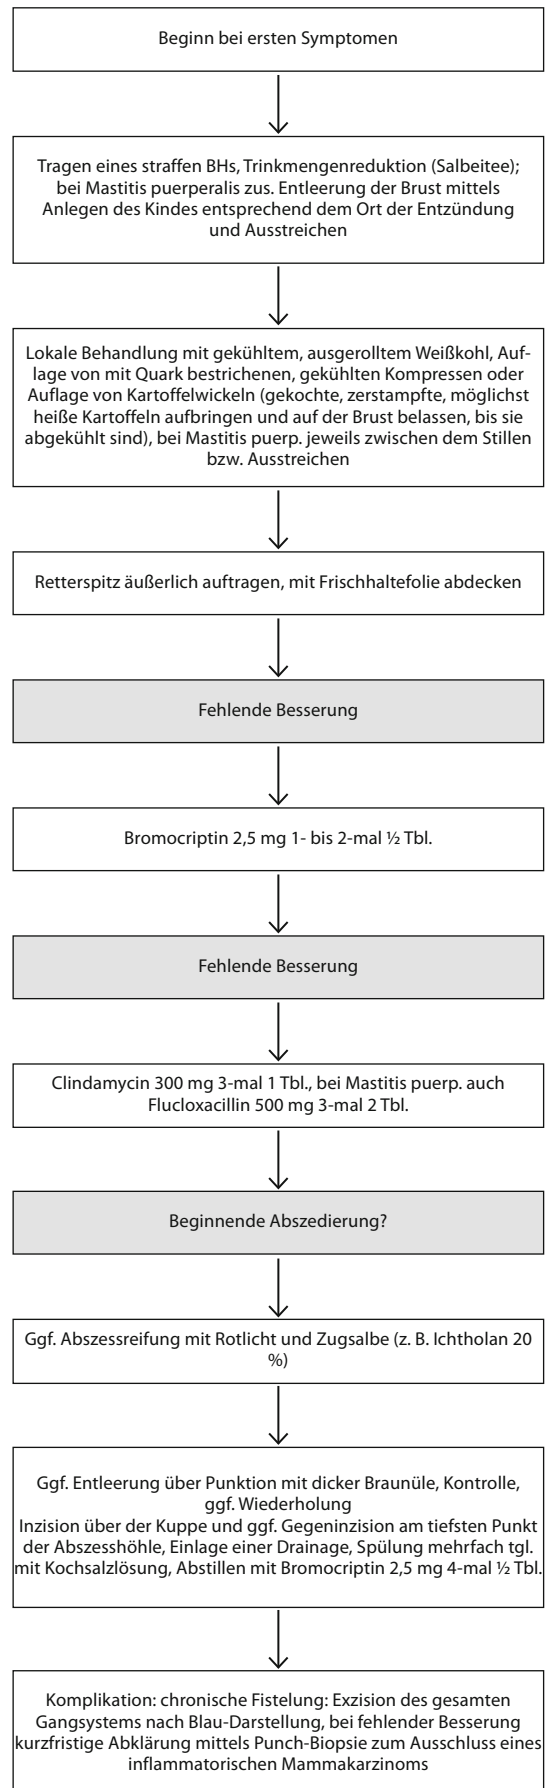 Beginn bei ersten Symptomen
Tragen eines straffen BHs, Trinkmengenreduktion (Salbeitee);
bei Mastitis puerperalis zus. Entleerung der Brust mittels
Anlegen des Kindes entsprechend dem Ort der Entzündung
und Ausstreichen
Lokale Behandlung mit gekühltem, ausgerolltem Weißkohl, Auf-
lage von mit Quark bestrichenen, gekühlten Kompressen oder
Auflage von Kartoffelwickeln (gekochte, zerstampfte, möglichst
heiße Kartoffeln aufbringen und auf der Brust belassen, bis sie
abgekühlt sind), bei Mastitis puerp. jeweils zwischen dem Stillen
bzw. Ausstreichen
Retterspitz äußerlich auftragen, mit Frischhaltefolie abdecken
Fehlende Besserung
Bromocriptin 2,5 mg 1- bis 2-mal ½ Tbl.
Fehlende Besserung
Clindamycin 300 mg 3-mal 1 Tbl., bei Mastitis puerp. auch
Flucloxacillin 500 mg 3-mal 2 Tbl.
Beginnende Abszedierung?
Ggf. Abszessreifung mit Rotlicht und Zugsalbe (z. B. Ichtholan 20
%)
Ggf. Entleerung über Punktion mit dicker Braunüle, Kontrolle,
ggf. Wiederholung
Inzision über der Kuppe und ggf. Gegeninzision am tiefsten Punkt
der Abszesshöhle, Einlage einer Drainage, Spülung mehrfach tgl.
mit Kochsalzlösung, Abstillen mit Bromocriptin 2,5 mg 4-mal ½ Tbl.
Komplikation: chronische Fistelung: Exzision des gesamten
Gangsystems nach Blau-Darstellung, bei fehlender Besserung
kurzfristige Abklärung mittels Punch-Biopsie zum Ausschluss eines
inflammatorischen Mammakarzinoms